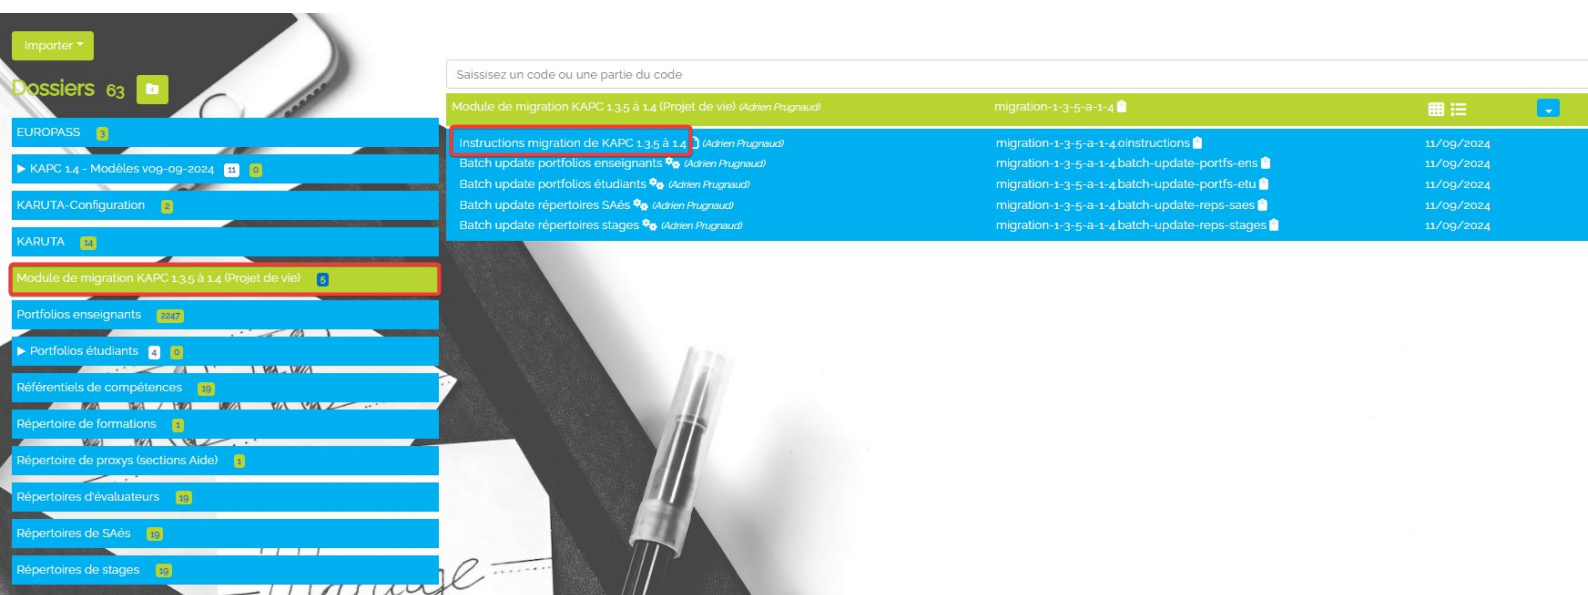 Importer
Dossiers 63
EUROPASS 3
KAPC 1.4 - Modèles v09-09-2024 11 0
KARUTA-Configuration 2
KARUTA 14
Module de migration KAPC 1.3.5 à 1.4 (Projet de vie) 5
Portfolios enseignants 2247
Portfolios étudiants 4 0
Référentiels de compétences 19
Répertoire de formations 1
Répertoire de proxys (sections Aide) 1
Répertoires d'évaluateurs 19
Répertoires de SAés 19
Répertoires de stages 19
Saissisez un code ou une partie du code
Module de migration KAPC 1.3.5 à 1.4 (Projet de vie) (Adrien Prugnaud) migration-1-3-5-a-1-4
Instructions migration de KAPC 1.3.5 à 1.4 (Adrien Prugnaud) migration-1-3-5-a-1-4.0instructions 11/09/2024
Batch update portfolios enseignants (Adrien Prugnaud) migration-1-3-5-a-1-4.batch-update-portfs-ens 11/09/2024
Batch update portfolios étudiants (Adrien Prugnaud) migration-1-3-5-a-1-4.batch-update-portfs-etu 11/09/2024
Batch update répertoires SAés (Adrien Prugnaud) migration-1-3-5-a-1-4.batch-update-reps-saes 11/09/2024
Batch update répertoires stages (Adrien Prugnaud) migration-1-3-5-a-1-4.batch-update-reps-stages 11/09/2024